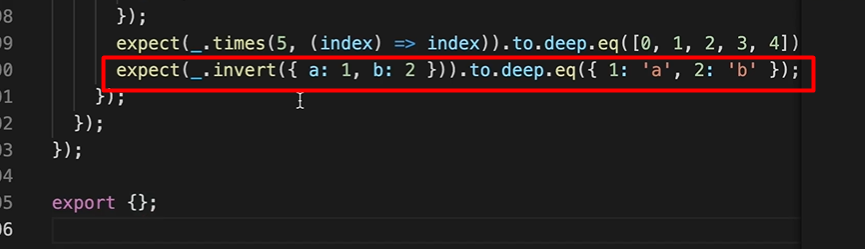 });
expect(_.times(5, (index) => index)).to.deep.eq([0, 1, 2, 3, 4])
expect(_.invert({ a: 1, b: 2 })).to.deep.eq({ 1: 'a', 2: 'b' });
});
});
});
export {};